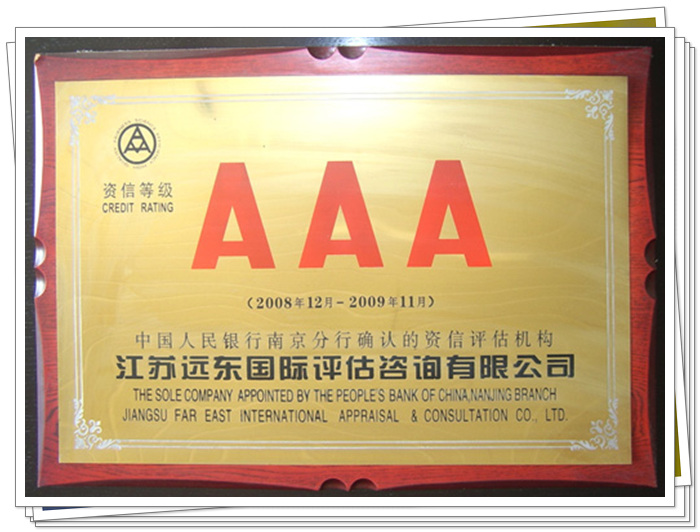 资信等级
CREDIT RATING
AAA
（2008年12月－2009年11月）
中国人民银行南京分行确认的资信评估机构
江苏远东国际评估咨询有限公司
THE SOLE COMPANY APPOINTED BY THE PEOPLE'S BANK OF CHINA,NANJING BRANCH
JIANGSU FAR EAST INTERNATIONAL APPRAISAL & CONSULTATION CO., LTD.